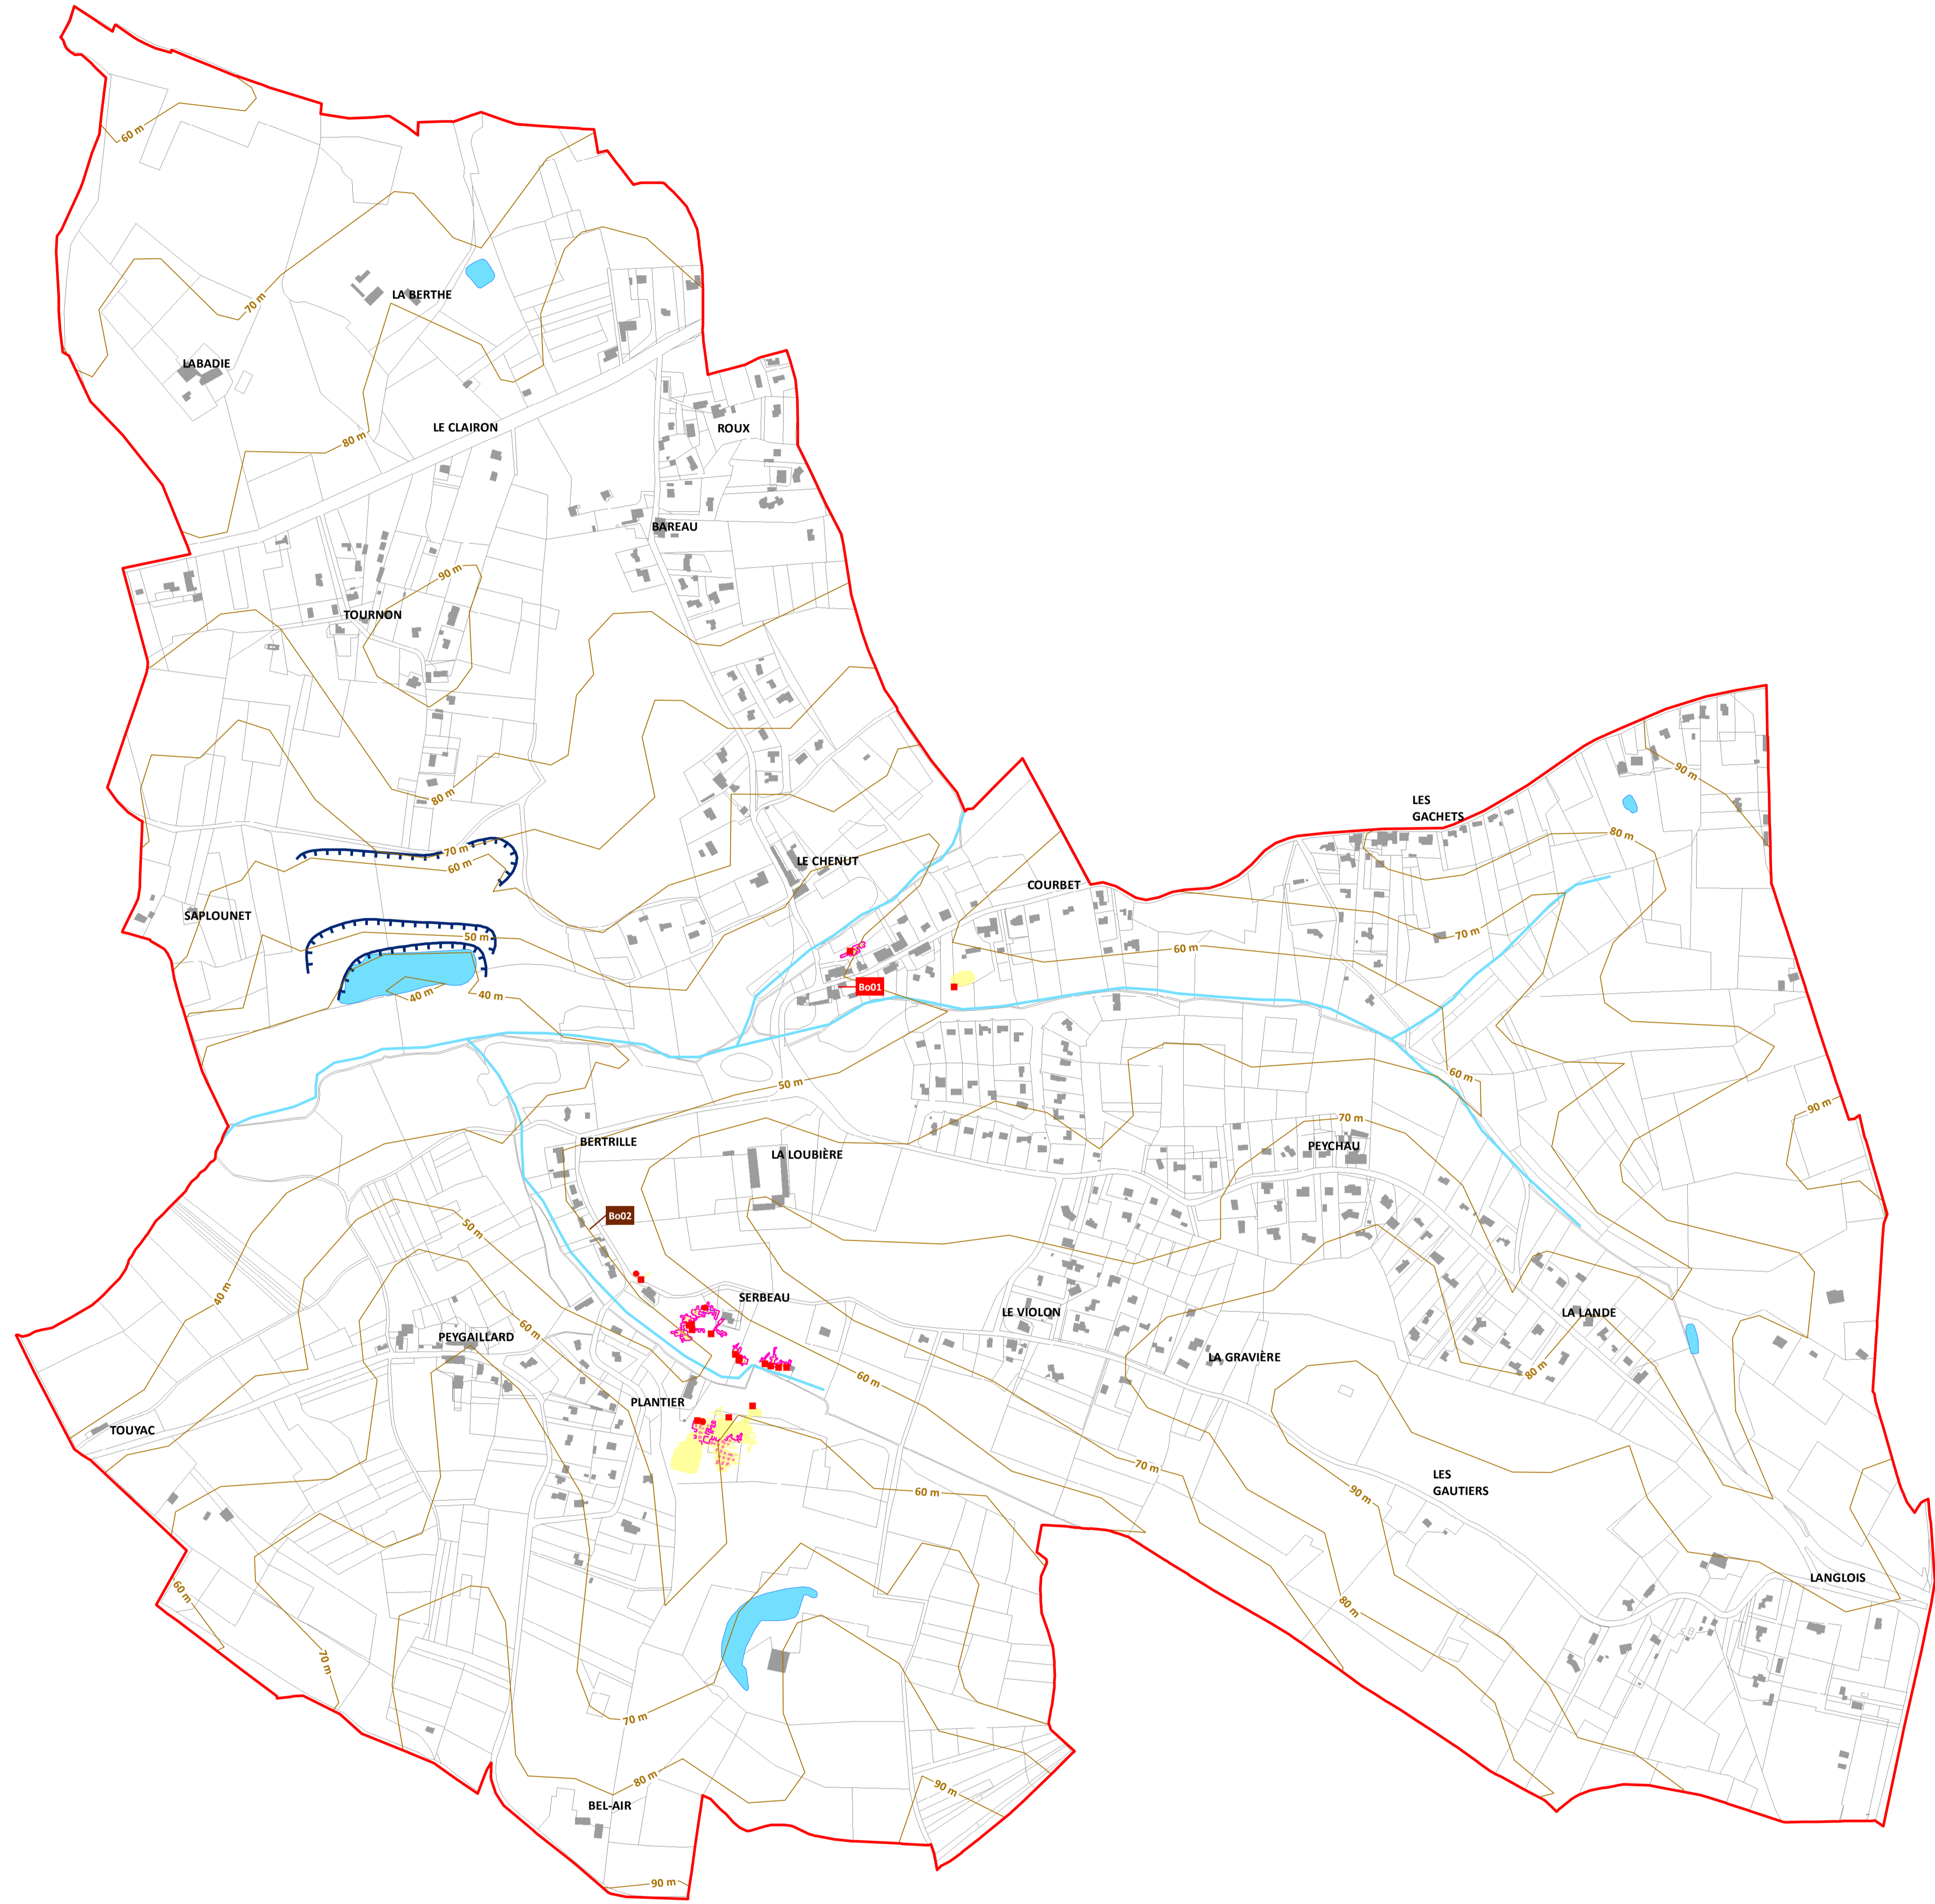 60 m
LA BERTHE
70 m
LABADIE
LE CLAIRON
ROUX
80 m
BAREAU
90 m
TOURNON
90 m
80 m
LES
GACHETS
80 m
70 m
LE CHENUT
60 m
COURBET
SAPLOUNET
70 m
50 m
60 m
Bo01
40 m
40 m
60 m
50 m
90 m
70 m
BERTRILLE
PEYCHAU
LA LOUBIÈRE
Bo02
50 m
40 m
SERBEAU
LE VIOLON
LA LANDE
60 m
PEYGAILLARD
LA GRAVIÈRE
80 m
60 m
PLANTIER
TOUYAC
70 m
LES
GAUTIERS
60 m
90 m
LANGLOIS
60 m
80 m
70 m
70 m
80 m
90 m
BEL-AIR
90 m